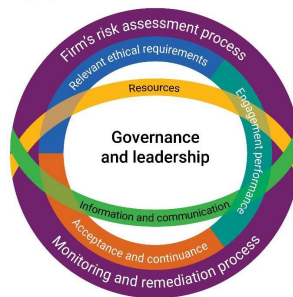 Firm's risk assessment process
Relevant ethical requirements
Resources
Engagement performance
Governance
and leadership
Information and communication
Acceptance and continuance
Monitoring and remediation process